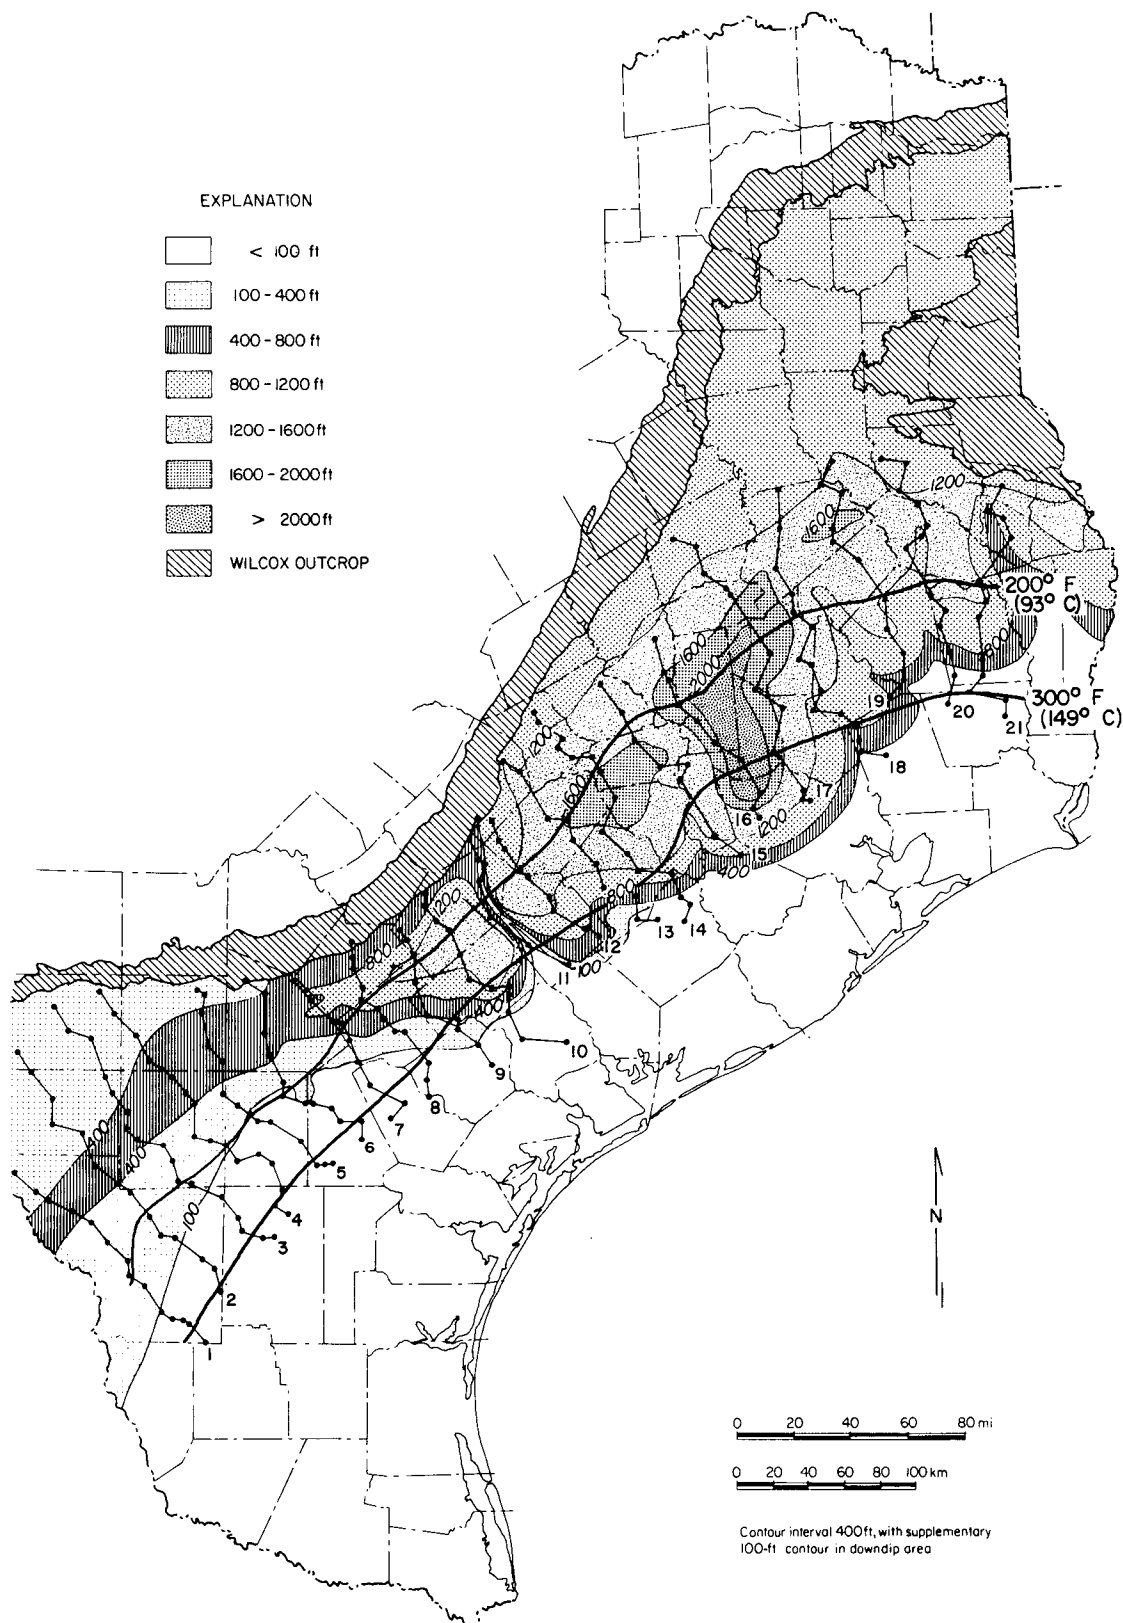 EXPLANATION
< 100 ft
100-400 ft
400-800 ft
800-1200 ft
1200-1600 ft
1600-2000 ft
> 2000 ft
WILCOX OUTCROP
1200
1600
200° F
(93° C)
1600
2000
800
300° F
(149° C)
19
20
21
1200
18
1600
17
16
1200
15
400
800
1200
14
13
12
11
100
800
400
10
9
8
7
6
5
400
400
100
4
3
2
1
N
0 20 40 60 80 mi
0 20 40 60 80 100 km
Contour interval 400ft, with supplementary
100-ft contour in downdip area